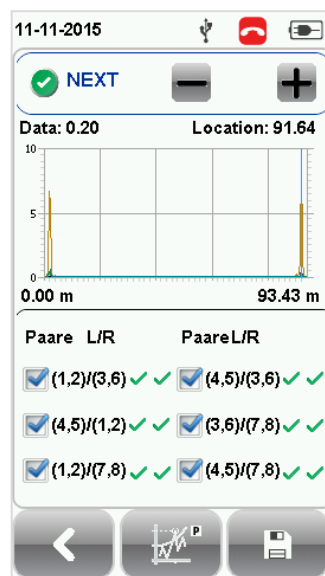 11-11-2015
NEXT
Data: 0.20 Location: 91.64
10
5
0
0.00 m 93.43 m
Paare L/R Paare L/R
(1,2)/(3,6) (4,5)/(3,6)
(4,5)/(1,2) (3,6)/(7,8)
(1,2)/(7,8) (4,5)/(7,8)
P